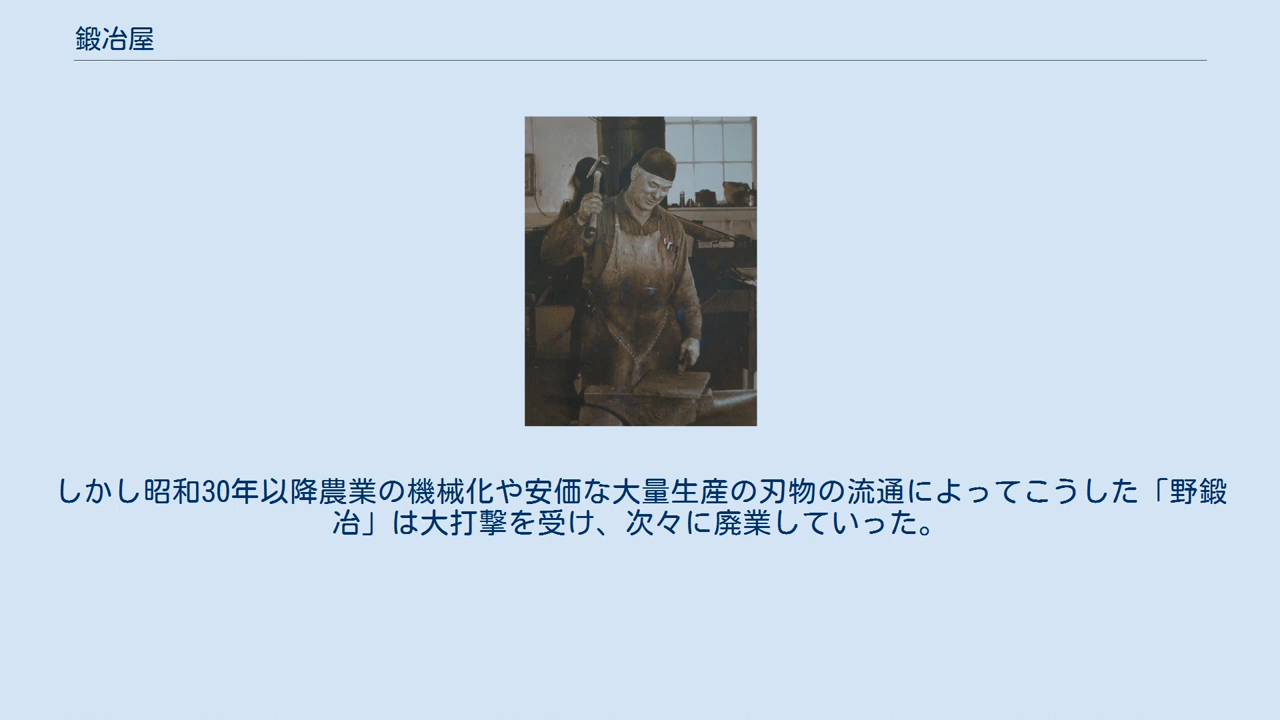 鍛冶屋
しかし昭和30年以降農業の機械化や安価な大量生産の刃物の流通によってこうした「野鍛
冶」は大打撃を受け、次々に廃業していった。